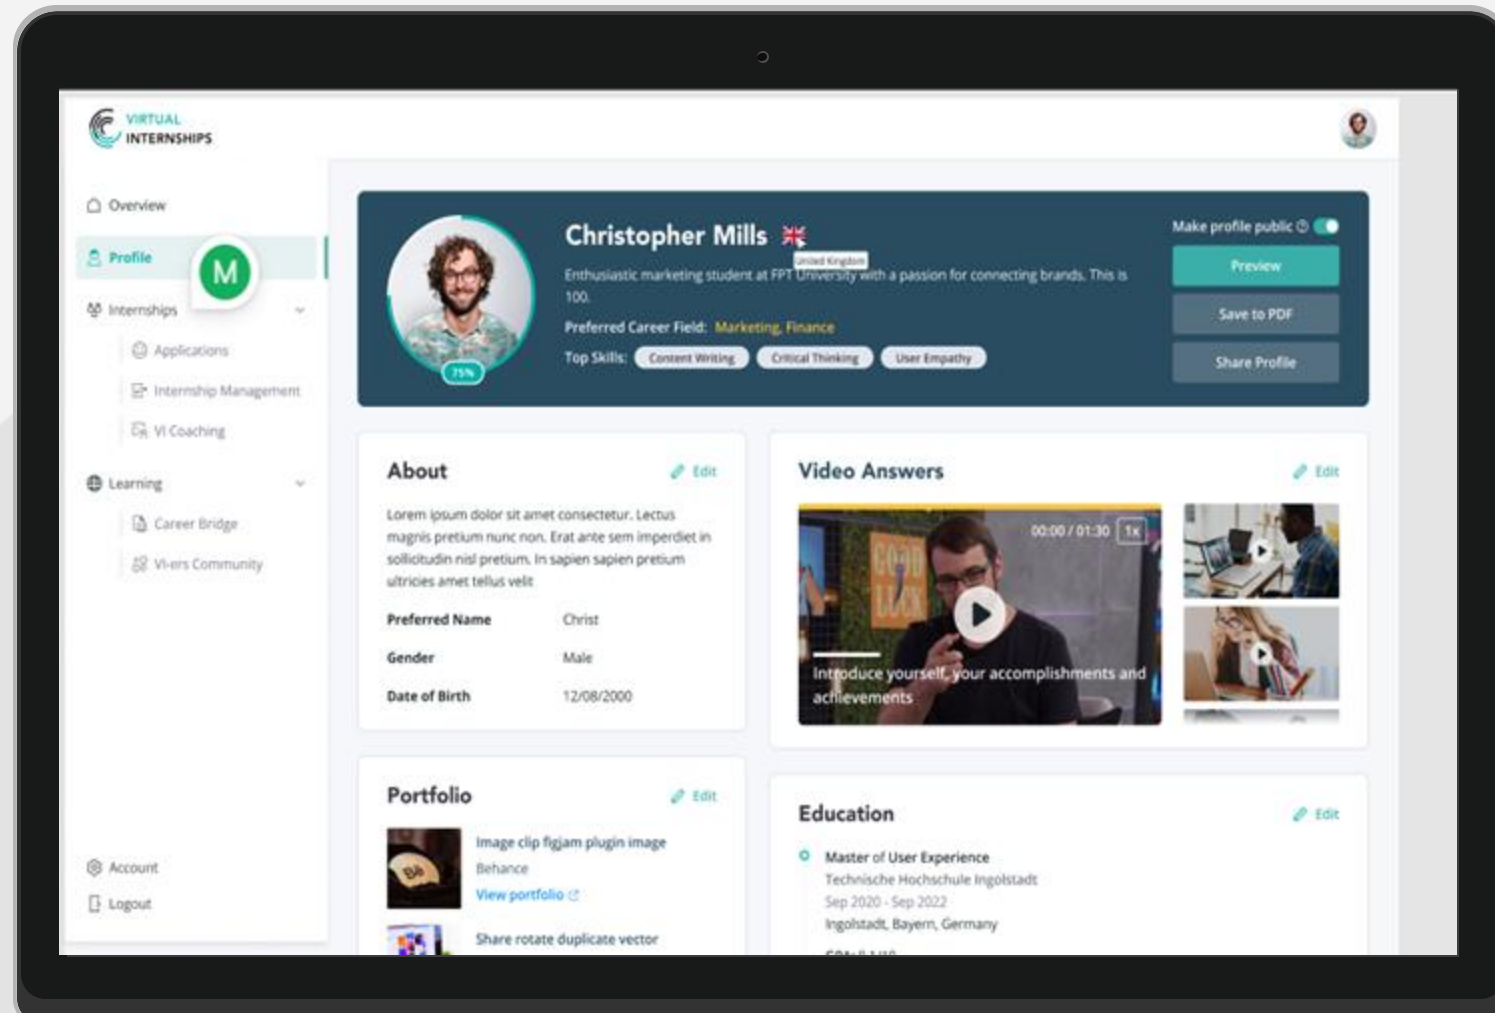 VIRTUAL
INTERNSHIPS
Overview
Profile
M
Internships
Applications
Internship Management
VI Coaching
Learning
Career Bridge
VI-ers Community
Account
Logout
75%
Christopher Mills
United Kingdom
Enthusiastic marketing student at FPT University with a passion for connecting brands. This is
100.
Preferred Career Field: Marketing, Finance
Top Skills: Content Writing Critical Thinking User Empathy
Make profile public
Preview
Save to PDF
Share Profile
About
Edit
Lorem ipsum dolor sit amet consectetur. Lectus
magnis pretium nunc non. Erat ante sem imperdiet in
sollicitudin nisl pretium. In sapien sapien pretium
ultricies amet tellus velit
Preferred Name Christ
Gender Male
Date of Birth 12/08/2000
Video Answers
Edit
00:00 / 01:30 1x
GOOD
LUCK
Introduce yourself, your accomplishments and
achievements
Portfolio
Edit
Bē
Image clip figjam plugin image
Behance
View portfolio
Share rotate duplicate vector
Education
Edit
Master of User Experience
Technische Hochschule Ingolstadt
Sep 2020 - Sep 2022
Ingolstadt, Bayern, Germany